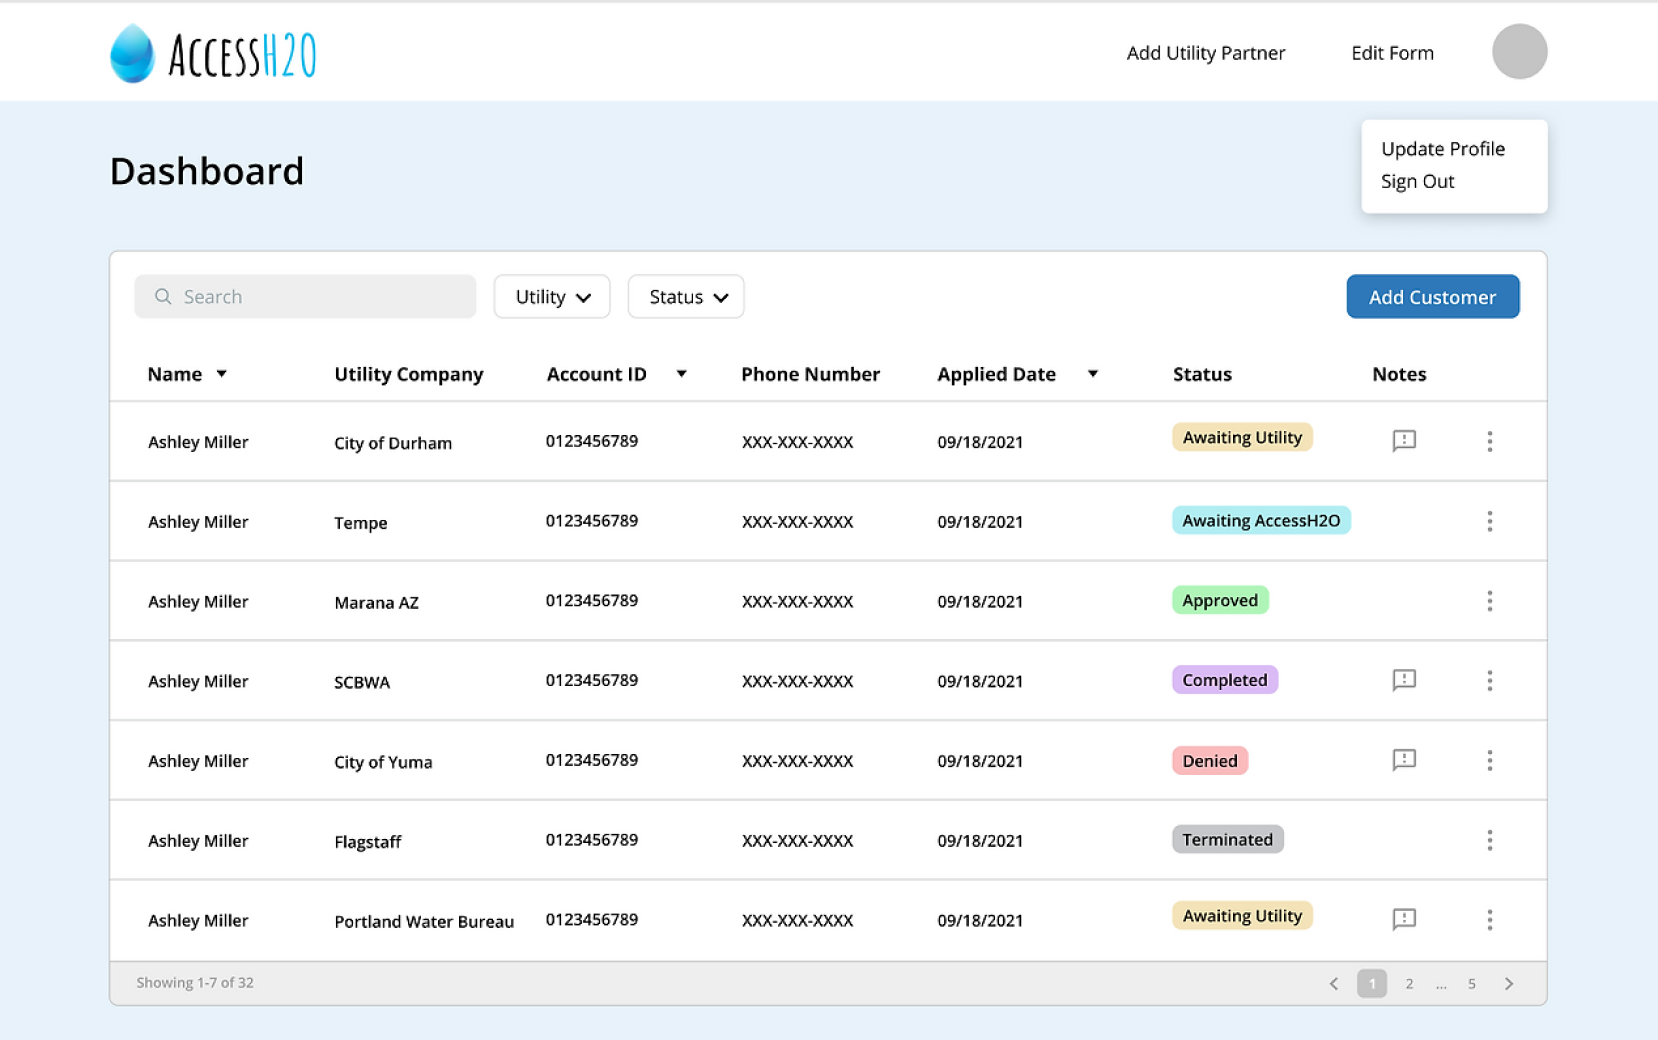 AccessH2O
Add Utility Partner
Edit Form
Dashboard
Update Profile
Sign Out
Search
Utility
Status
Add Customer
Name Utility Company Account ID Phone Number Applied Date Status Notes
Ashley Miller City of Durham 0123456789 XXX-XXX-XXXX 09/18/2021 Awaiting Utility
Ashley Miller Tempe 0123456789 XXX-XXX-XXXX 09/18/2021 Awaiting AccessH2O
Ashley Miller Marana AZ 0123456789 XXX-XXX-XXXX 09/18/2021 Approved
Ashley Miller SCBWA 0123456789 XXX-XXX-XXXX 09/18/2021 Completed
Ashley Miller City of Yuma 0123456789 XXX-XXX-XXXX 09/18/2021 Denied
Ashley Miller Flagstaff 0123456789 XXX-XXX-XXXX 09/18/2021 Terminated
Ashley Miller Portland Water Bureau 0123456789 XXX-XXX-XXXX 09/18/2021 Awaiting Utility
Showing 1-7 of 32
1 2 ... 5